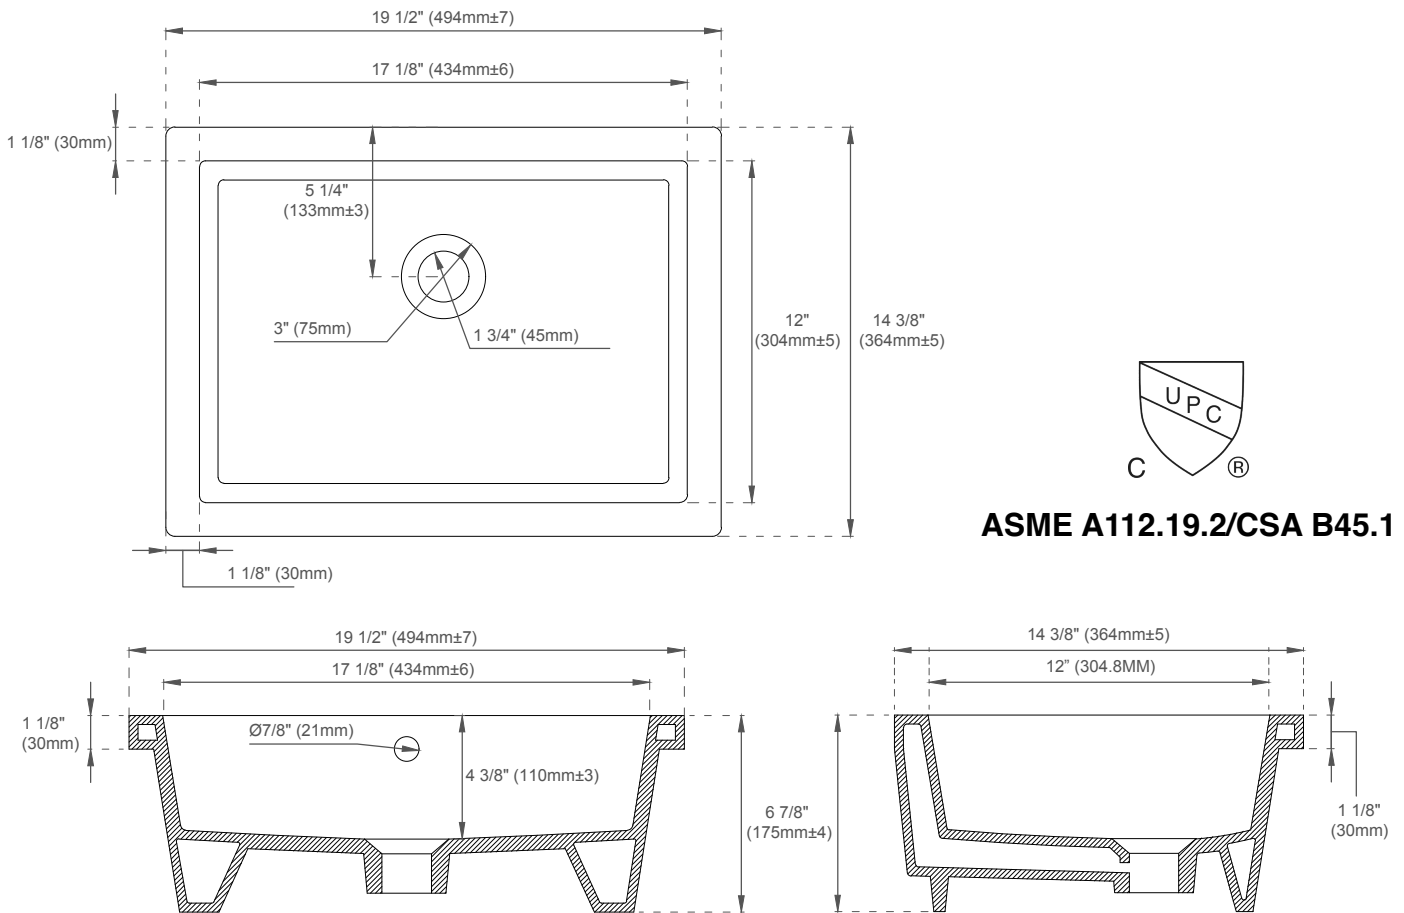 19 1/2" (494mm±7)
17 1/8" (434mm±6)
1 1/8" (30mm)
5 1/4"
(133mm±3)
3" (75mm)
1 3/4" (45mm)
12"
(304mm±5)
14 3/8"
(364mm±5)
1 1/8" (30mm)
UPC
C ®
ASME A112.19.2/CSA B45.1
19 1/2" (494mm±7)
17 1/8" (434mm±6)
1 1/8"
(30mm)
Ø7/8" (21mm)
4 3/8" (110mm±3)
6 7/8"
(175mm±4)
14 3/8" (364mm±5)
12” (304.8MM)
1 1/8"
(30mm)